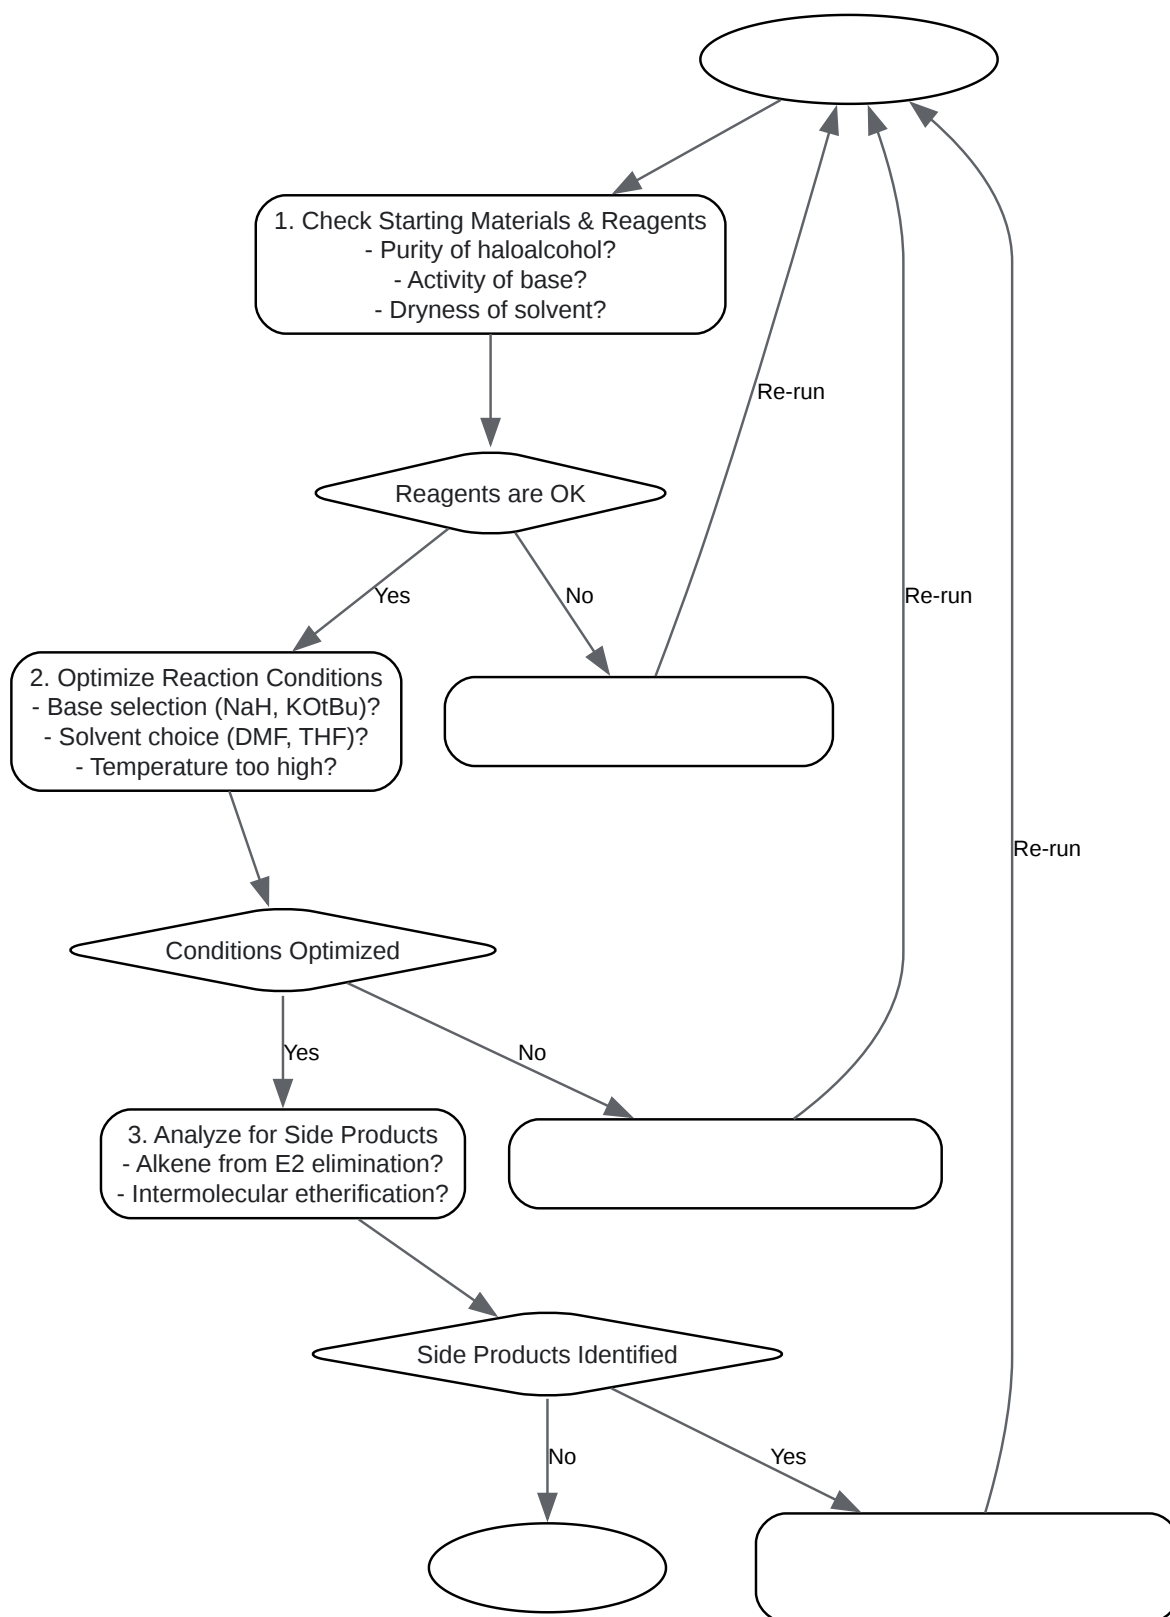 1. Check Starting Materials & Reagents
- Purity of haloalcohol?
- Activity of base?
- Dryness of solvent?
Re-run
Reagents are OK
Yes
No
Re-run
2. Optimize Reaction Conditions
- Base selection (NaH, KOtBu)?
- Solvent choice (DMF, THF)?
- Temperature too high?
Re-run
Conditions Optimized
Yes
No
3. Analyze for Side Products
- Alkene from E2 elimination?
- Intermolecular etherification?
Side Products Identified
No
Yes